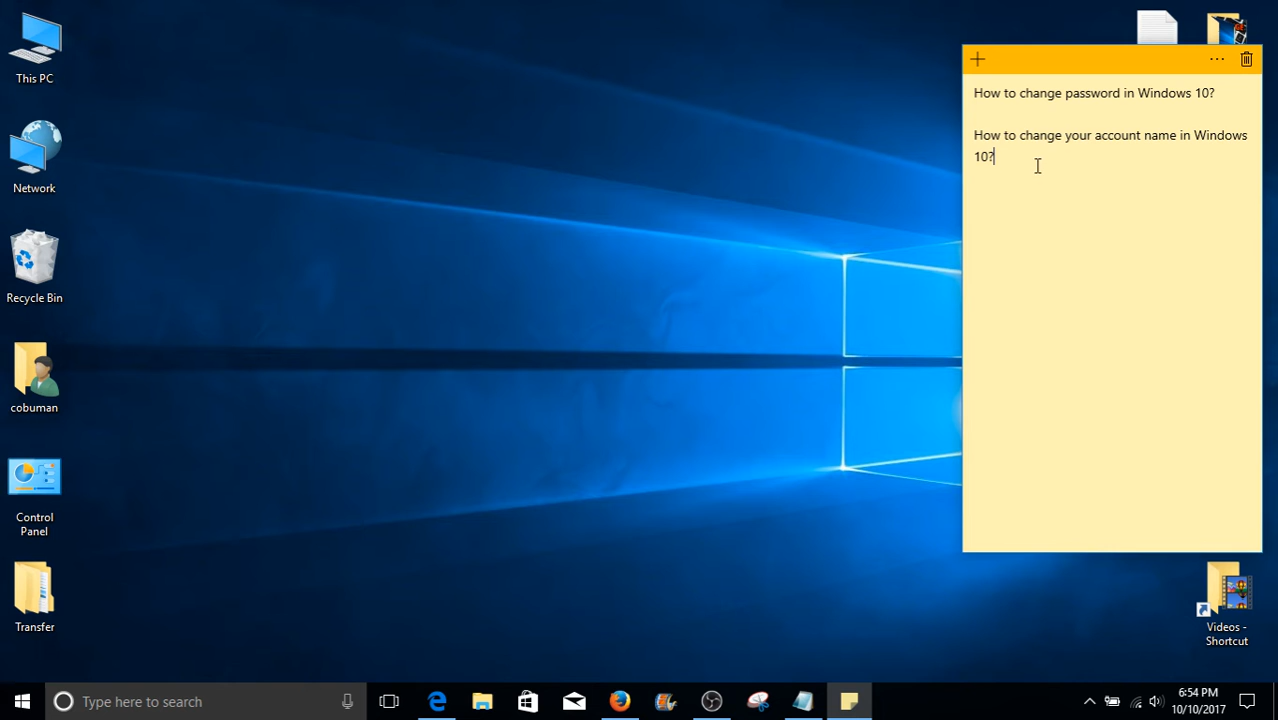 This PC
Network
Recycle Bin
cobuman
Control
Panel
Transfer
How to change password in Windows 10?
How to change your account name in Windows
10?
Videos -
Shortcut
Type here to search
6:54 PM
10/10/2017